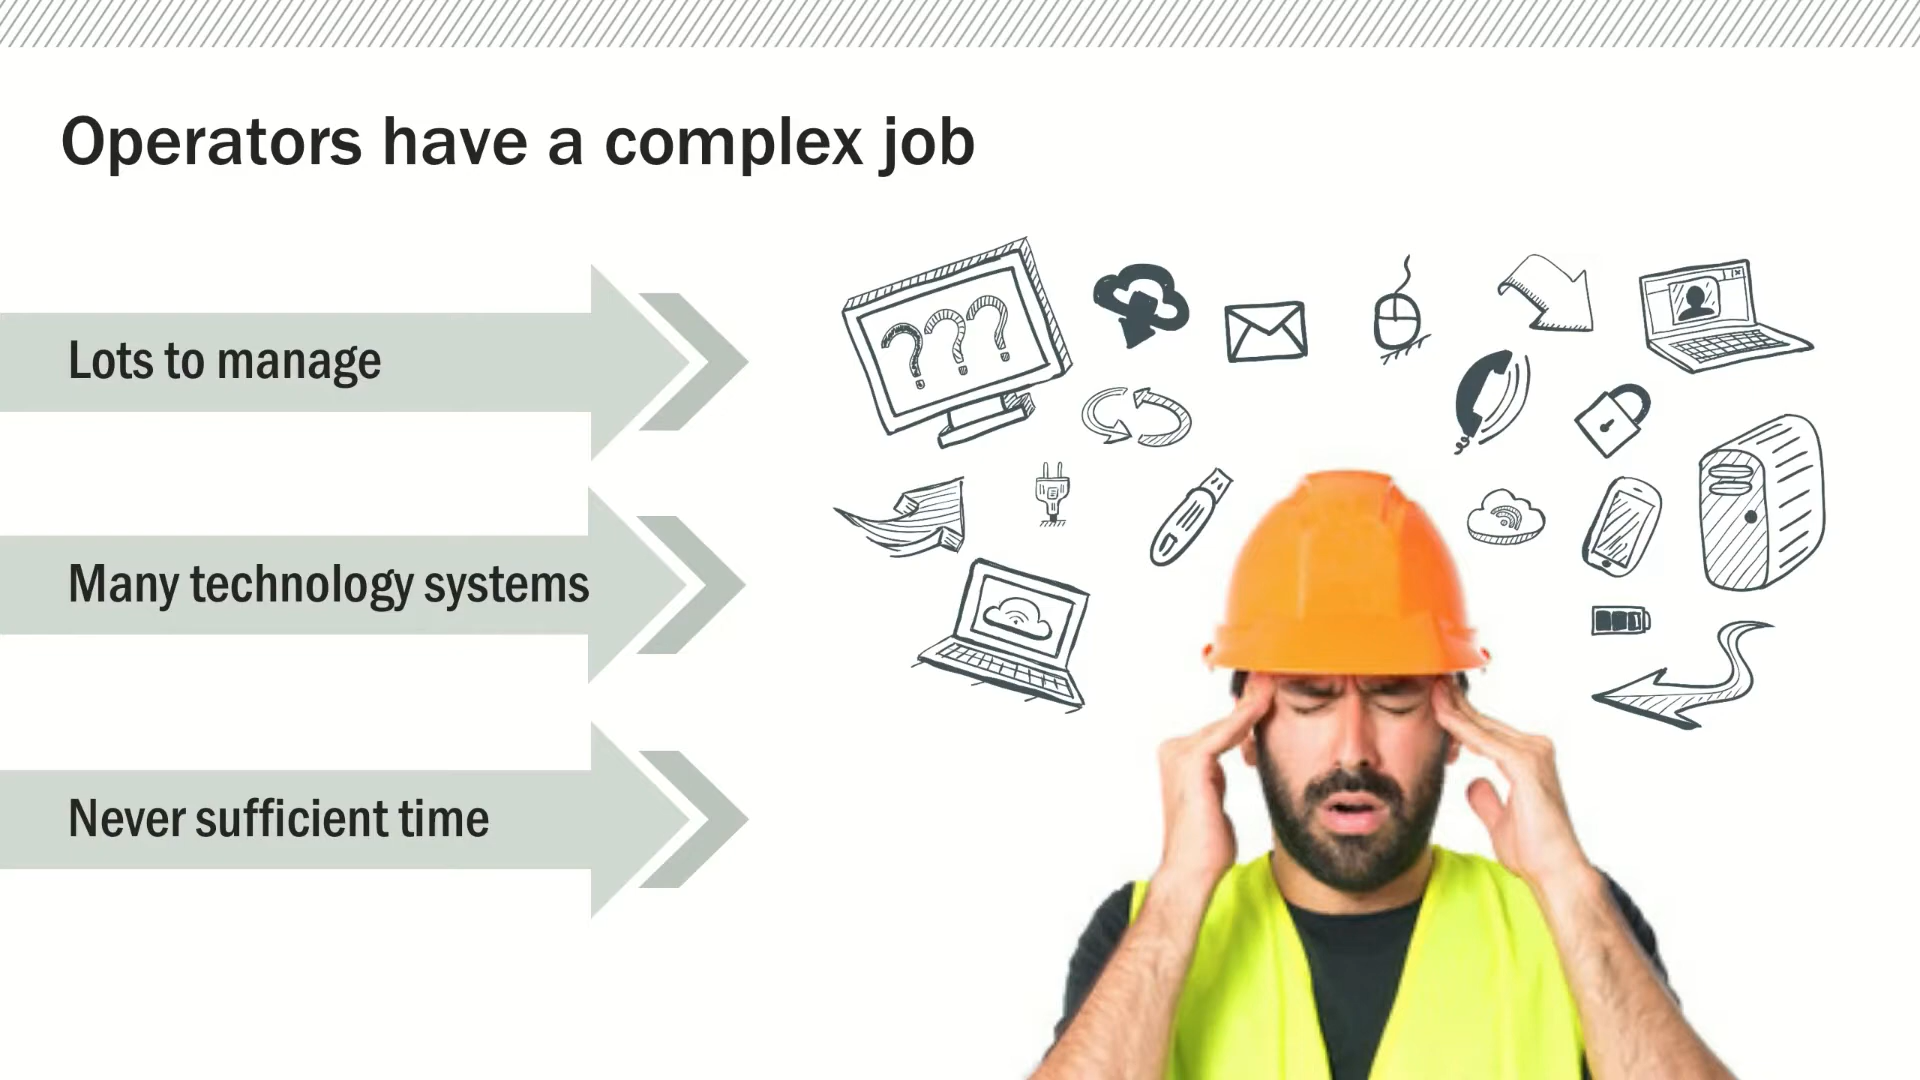 Operators have a complex job
Lots to manage
???
Many technology systems
Never sufficient time